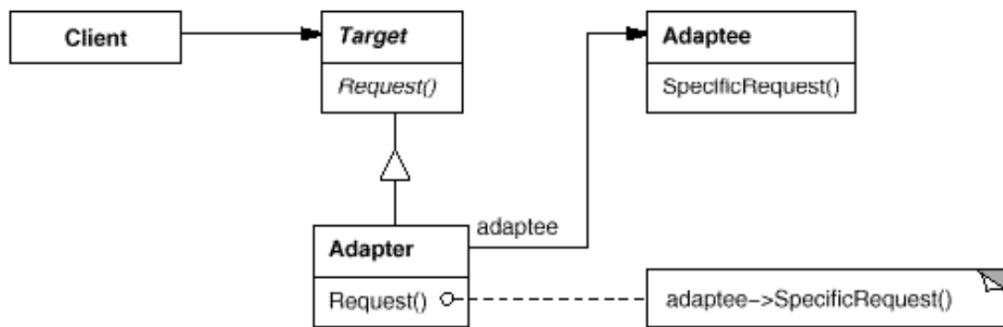 Client
Target
Request()
Adaptee
SpecificRequest()
adaptee
Adapter
Request()
adaptee->SpecificRequest()